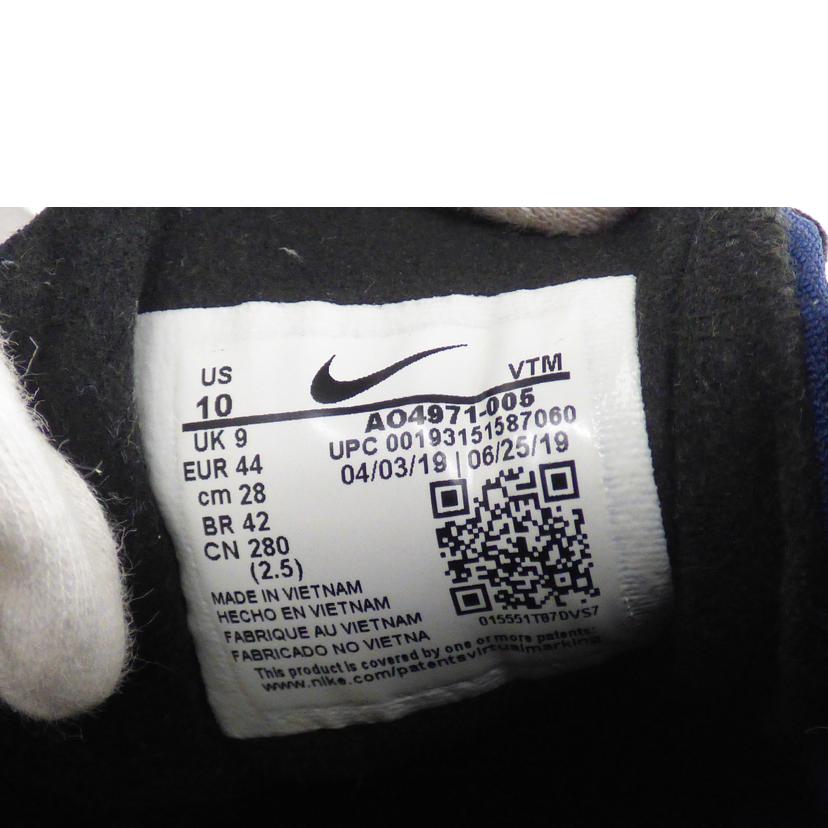 US
10
VTM
AO4971-005
UPC 00193151587060
04/03/19 | 06/25/19
UK 9
EUR 44
cm 28
BR 42
CN 280
(2.5)
015551T87DVS7
MADE IN VIETNAM
HECHO EN VIETNAM
FABRIQUE AU VIETNAM
FABRICADO NO VIETNA
This product is covered by one or more patents:
www.nike.com/patentsvirtualmarking